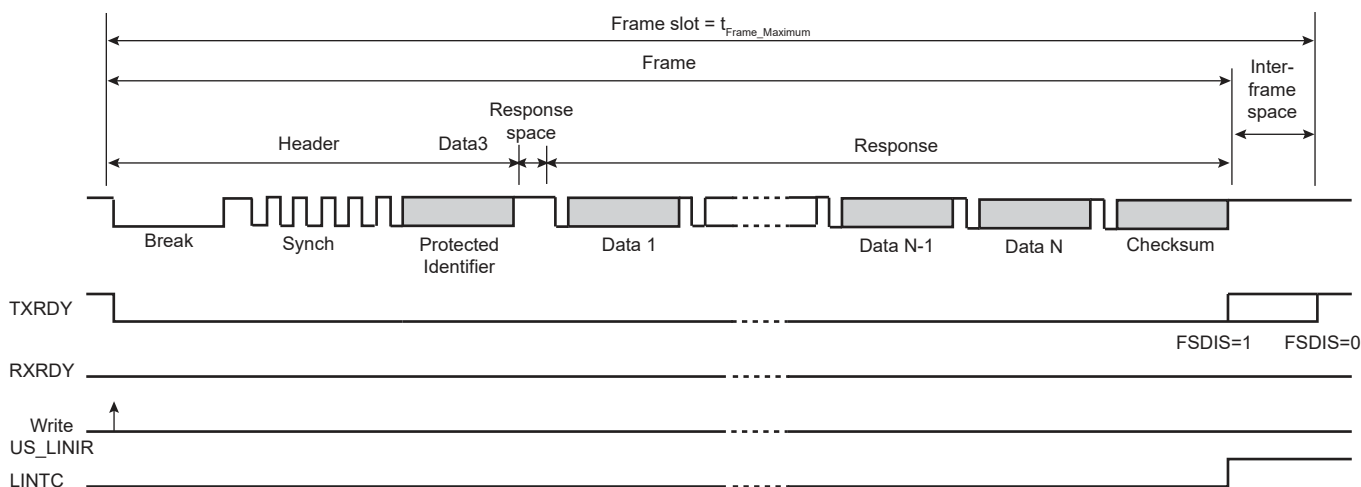 Frame slot = tFrame_Maximum
Frame
Inter-
frame
space
Response
space
Header
Data3
Response
Break
Synch
Protected
Identifier
Data 1
Data N-1
Data N
Checksum
TXRDY
FSDIS=1
FSDIS=0
RXRDY
Write
US_LINIR
LINTC